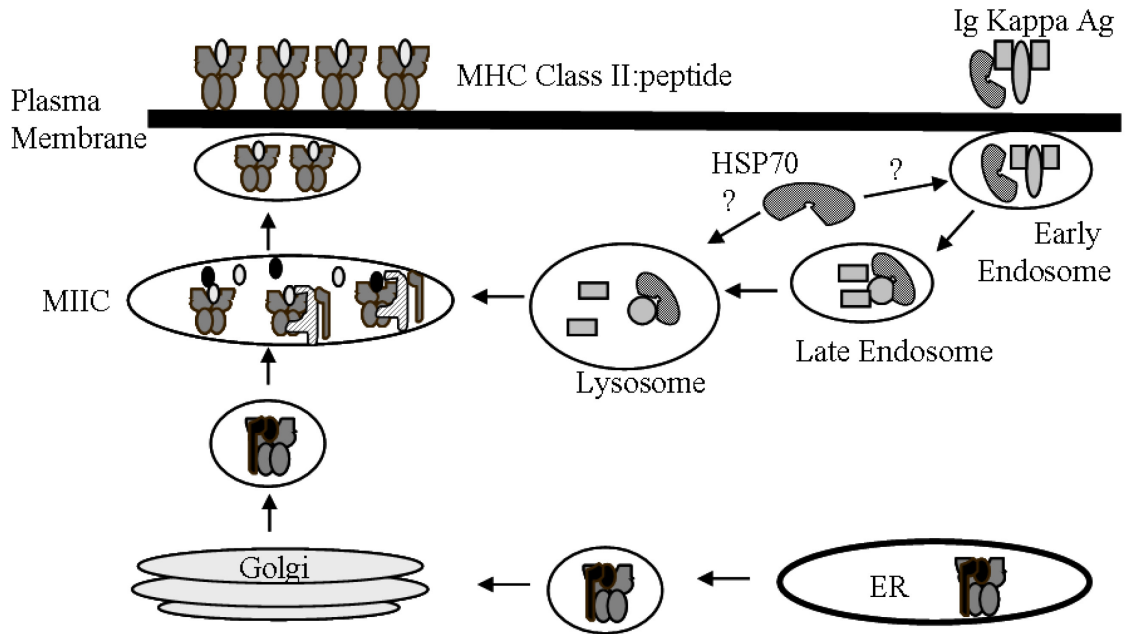 Ig Kappa Ag
MHC Class II:peptide
Plasma
Membrane
HSP70
?
?
Early
Endosome
MIIC
Late Endosome
Lysosome
Golgi
ER